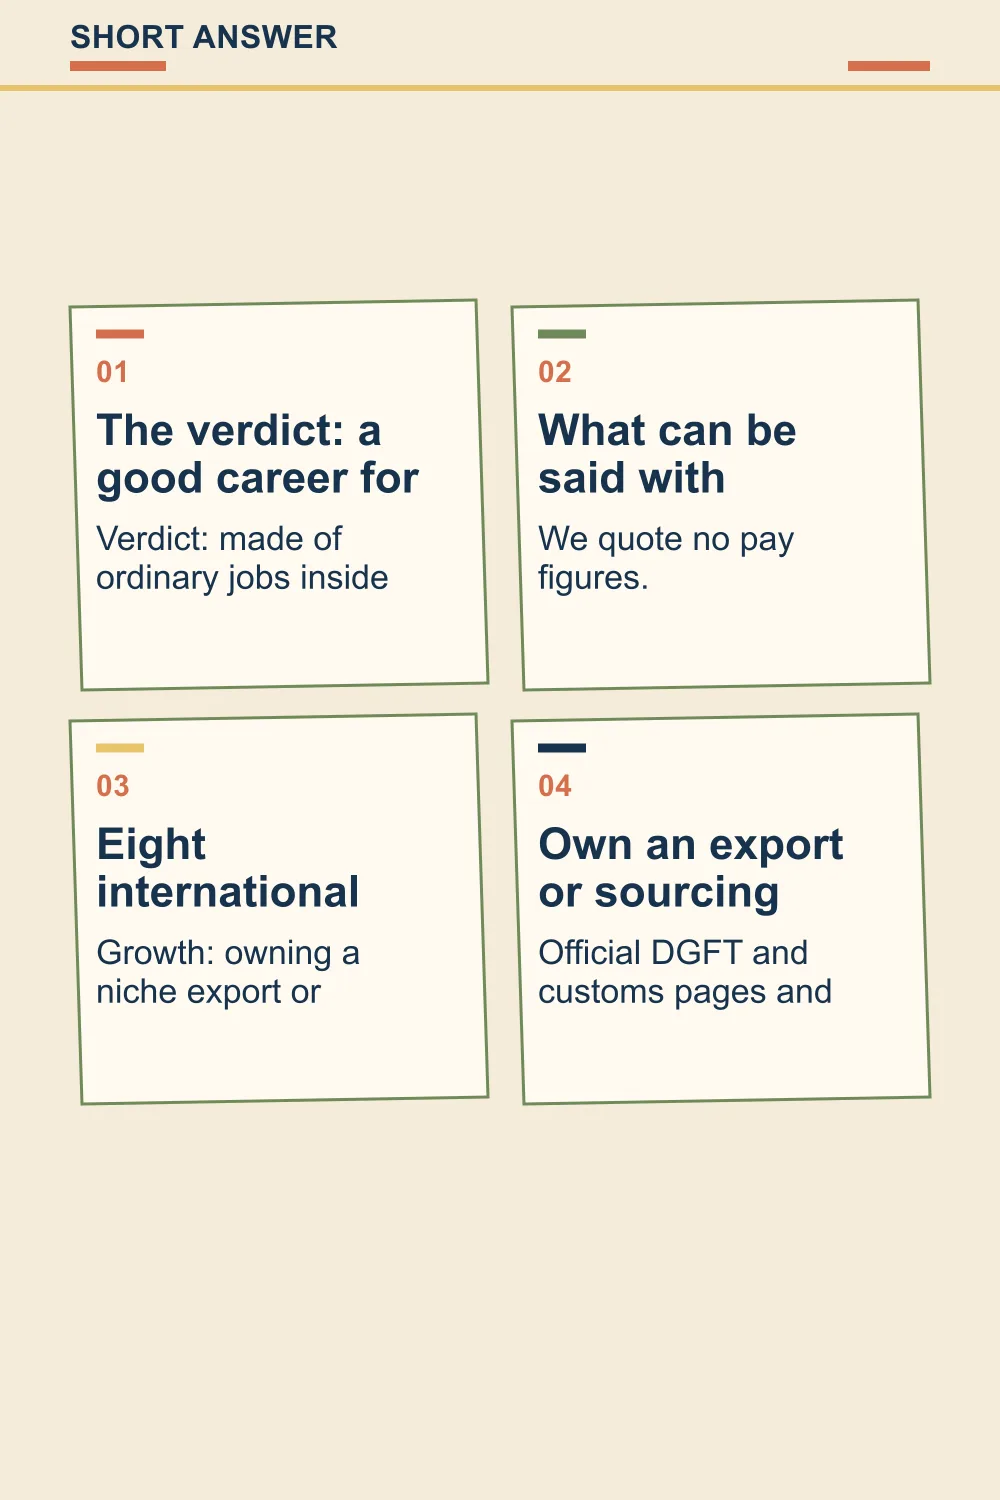 SHORT ANSWER
01
The verdict: a
good career for
Verdict: made of
ordinary jobs inside
02
What can be
said with
We quote no pay
figures.
03
Eight
international
Growth: owning a
niche export or
04
Own an export
or sourcing
Official DGFT and
customs pages and